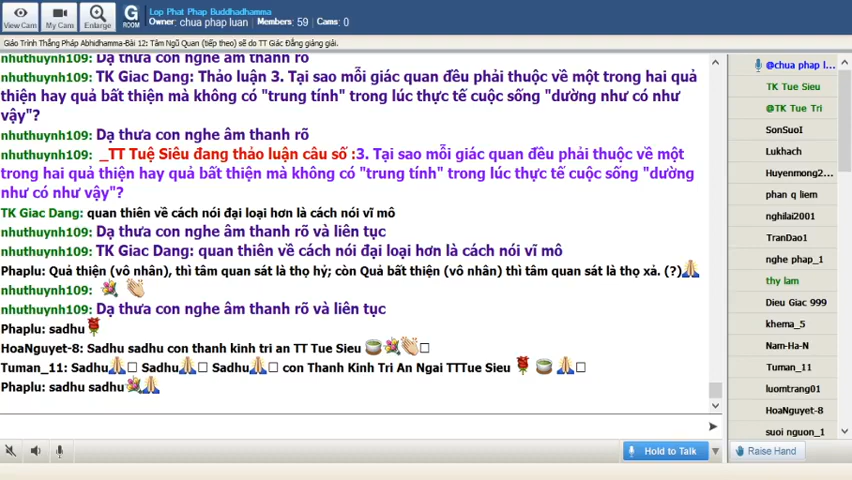 Lop Phat Phap Buddhadhamma
Owner: chua phap luan Members: 59 Cams: 0
View Cam
My Cam
Enlarge
G
ROOM
Giáo Trình Thắng Pháp Abhidhamma-Bài 12: Tâm Ngũ Quan (tiếp theo) sẽ do TT Giác Đẳng giảng giải.
nhuthuynh109: Dạ thưa con nghe âm thanh rõ
nhuthuynh109: TK Giac Dang: Thảo luận 3. Tại sao mỗi giác quan đều phải thuộc về một trong hai quả
thiện hay quả bất thiện mà không có "trung tính" trong lúc thực tế cuộc sống "dường như có như
vậy"?
nhuthuynh109: Dạ thưa con nghe âm thanh rõ
nhuthuynh109: _TT Tuệ Siêu đang thảo luận câu số :3. Tại sao mỗi giác quan đều phải thuộc về một
trong hai quả thiện hay quả bất thiện mà không có "trung tính" trong lúc thực tế cuộc sống "dường
như có như vậy"?
TK Giac Dang: quan thiên về cách nói đại loại hơn là cách nói vĩ mô
nhuthuynh109: Dạ thưa con nghe âm thanh rõ và liên tục
nhuthuynh109: TK Giac Dang: quan thiên về cách nói đại loại hơn là cách nói vĩ mô
Phaplu: Quả thiện (vô nhân), thì tâm quan sát là thọ hỷ; còn Quả bất thiện (vô nhân) thì tâm quan sát là thọ xả. (?)
nhuthuynh109:
nhuthuynh109: Dạ thưa con nghe âm thanh rõ và liên tục
Phaplu: sadhu
HoaNguyet-8: Sadhu sadhu con thanh kinh tri an TT Tue Sieu
Tuman_11: Sadhu Sadhu Sadhu con Thanh Kinh Tri An Ngai TTTue Sieu
Phaplu: sadhu sadhu
@chua phap l...
TK Tue Sieu
@TK Tue Tri
SonSuoI
Lukhach
Huyenmong2...
phan q liem
nghilai2001
TranDao1
nghe phap_1
thy lam
Dieu Giac 999
khema_5
Nam-Ha-N
Tuman_11
luomtrang01
HoaNguyet-8
suoi nguon_1
Hold to Talk
Raise Hand